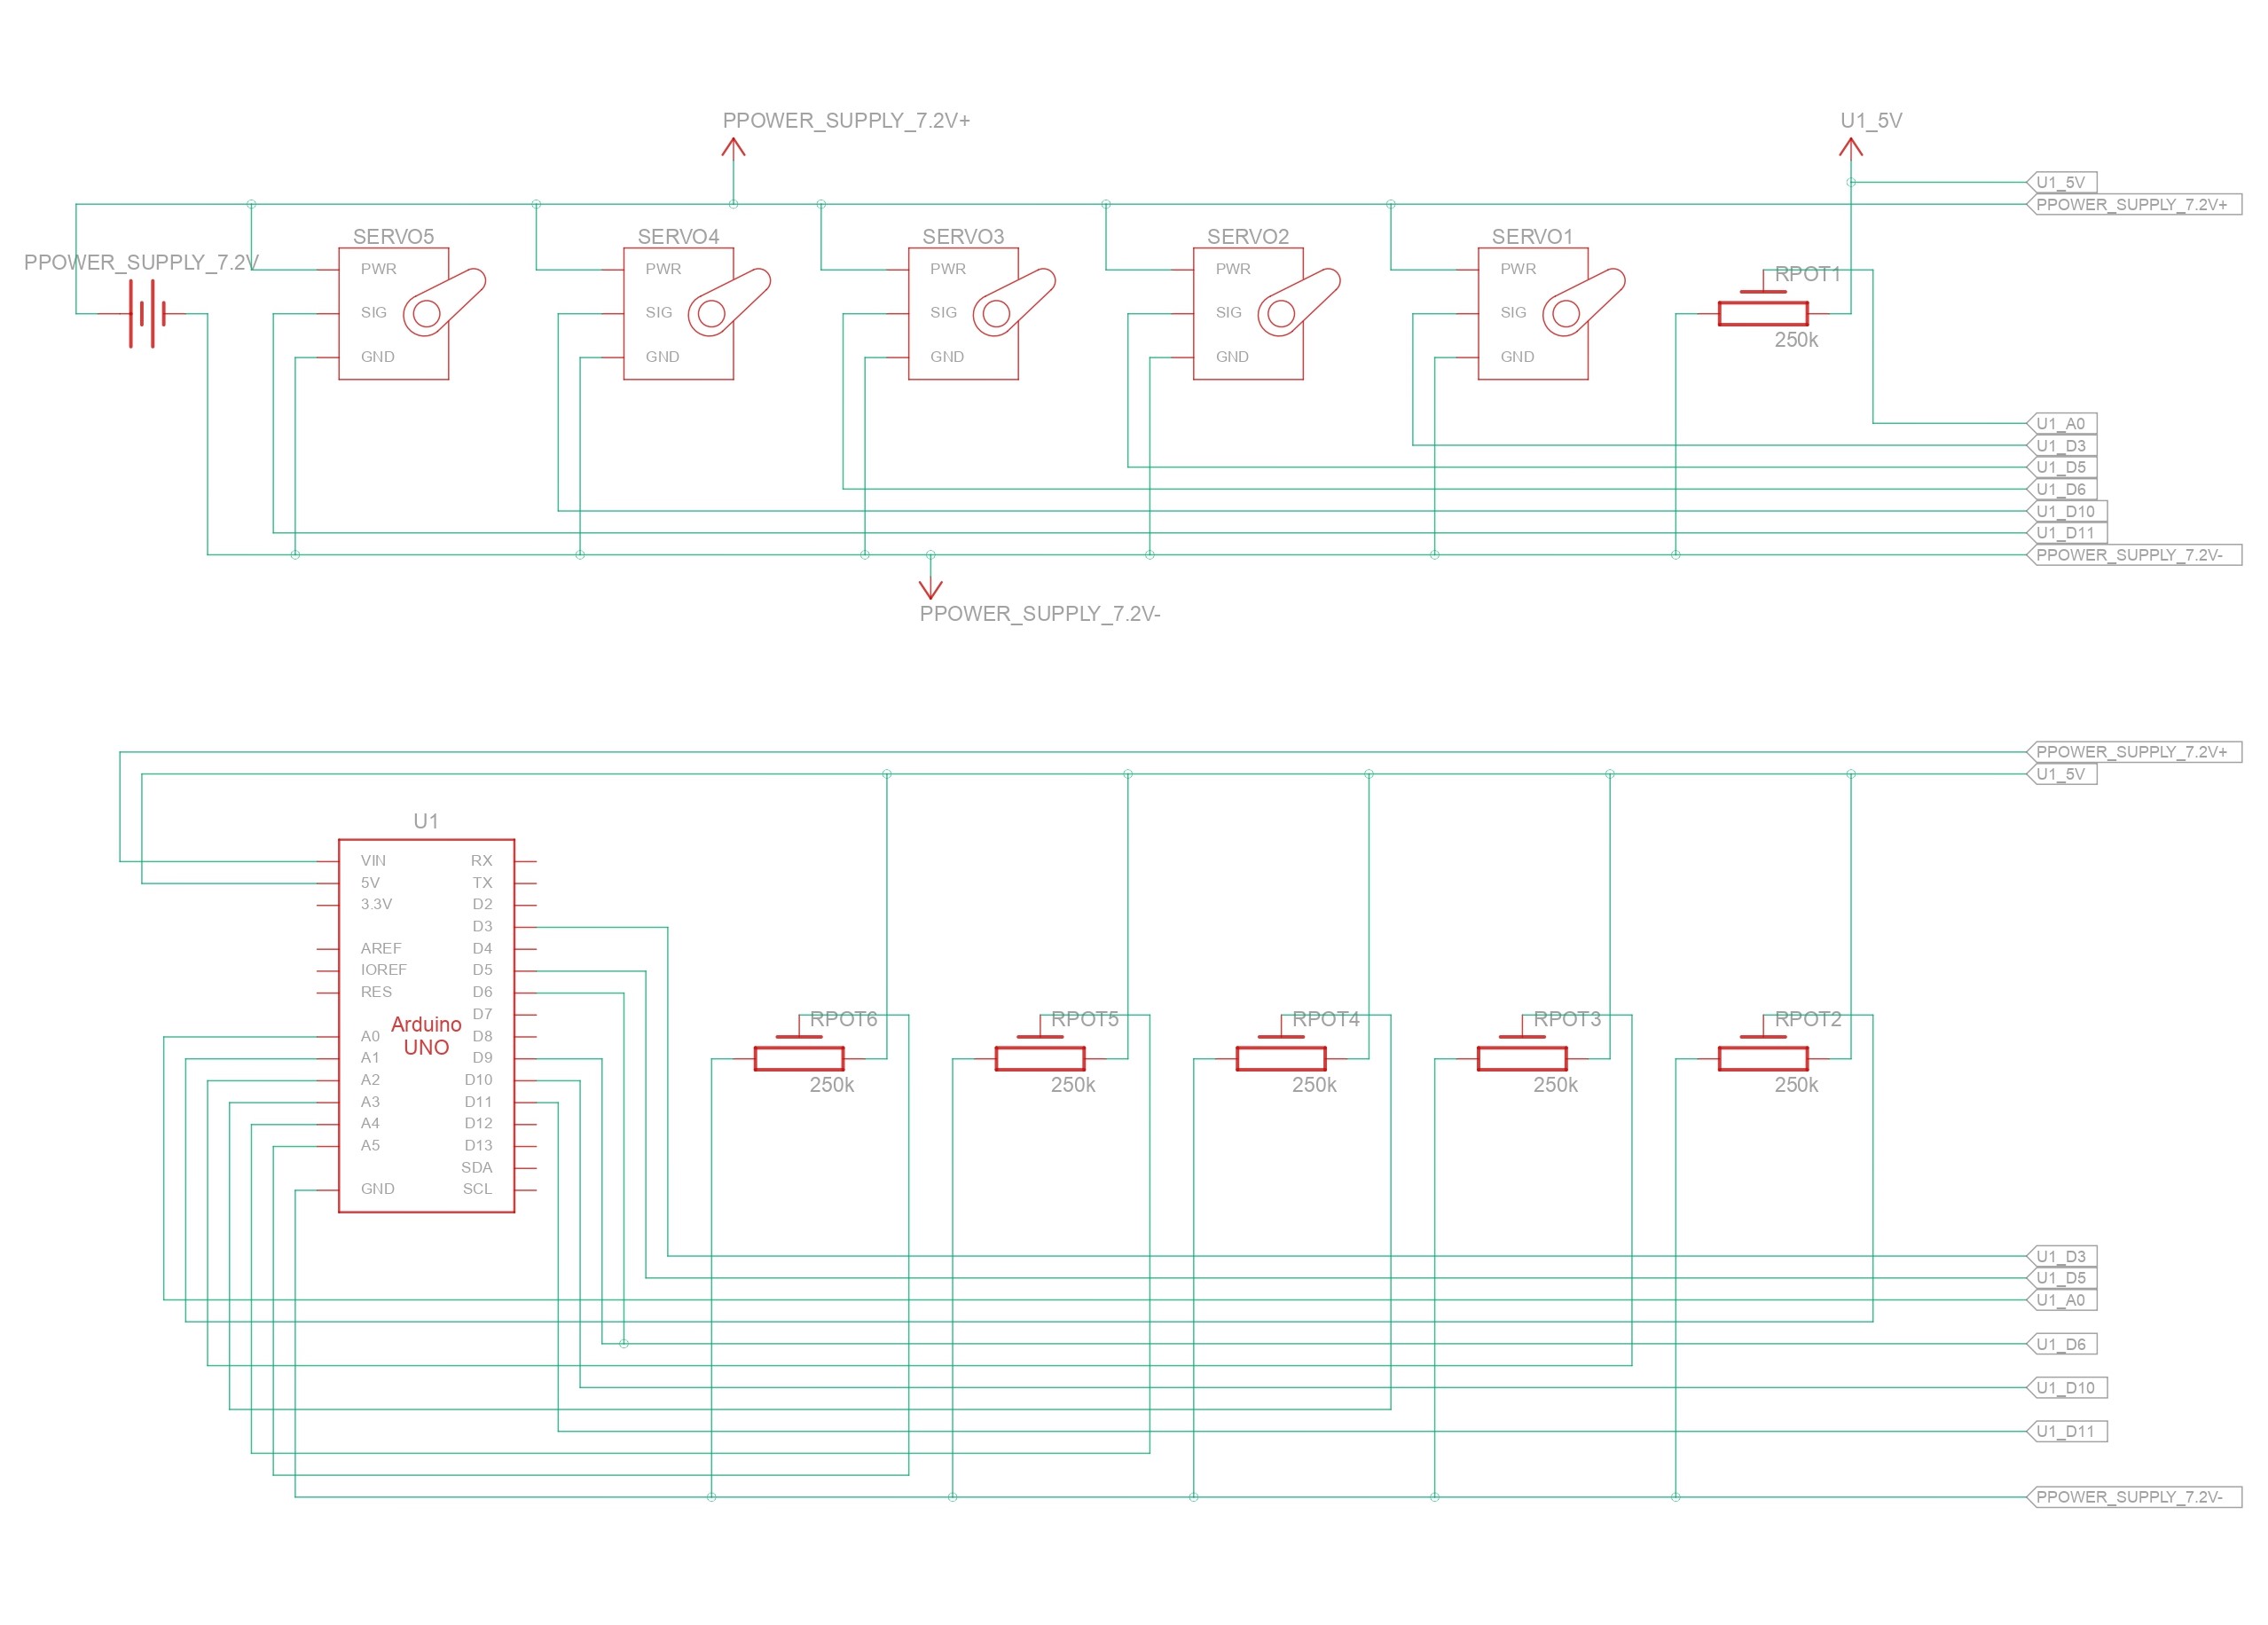 PPOWER_SUPPLY_7.2V+
U1_5V
U1_5V
PPOWER_SUPPLY_7.2V+
SERVO5
SERVO4
SERVO3
SERVO2
SERVO1
PPOWER_SUPPLY_7.2V
PWR
SIG
GND
PWR
SIG
GND
PWR
SIG
GND
PWR
SIG
GND
PWR
SIG
GND
RPOT1
250k
U1_A0
U1_D3
U1_D5
U1_D6
U1_D10
U1_D11
PPOWER_SUPPLY_7.2V-
PPOWER_SUPPLY_7.2V-
PPOWER_SUPPLY_7.2V+
U1_5V
U1
VIN
5V
3.3V
AREF
IOREF
RES
A0
A1
A2
A3
A4
A5
GND
Arduino
UNO
RX
TX
D2
D3
D4
D5
D6
D7
D8
D9
D10
D11
D12
D13
SDA
SCL
RPOT6
250k
RPOT5
250k
RPOT4
250k
RPOT3
250k
RPOT2
250k
U1_D3
U1_D5
U1_A0
U1_D6
U1_D10
U1_D11
PPOWER_SUPPLY_7.2V-